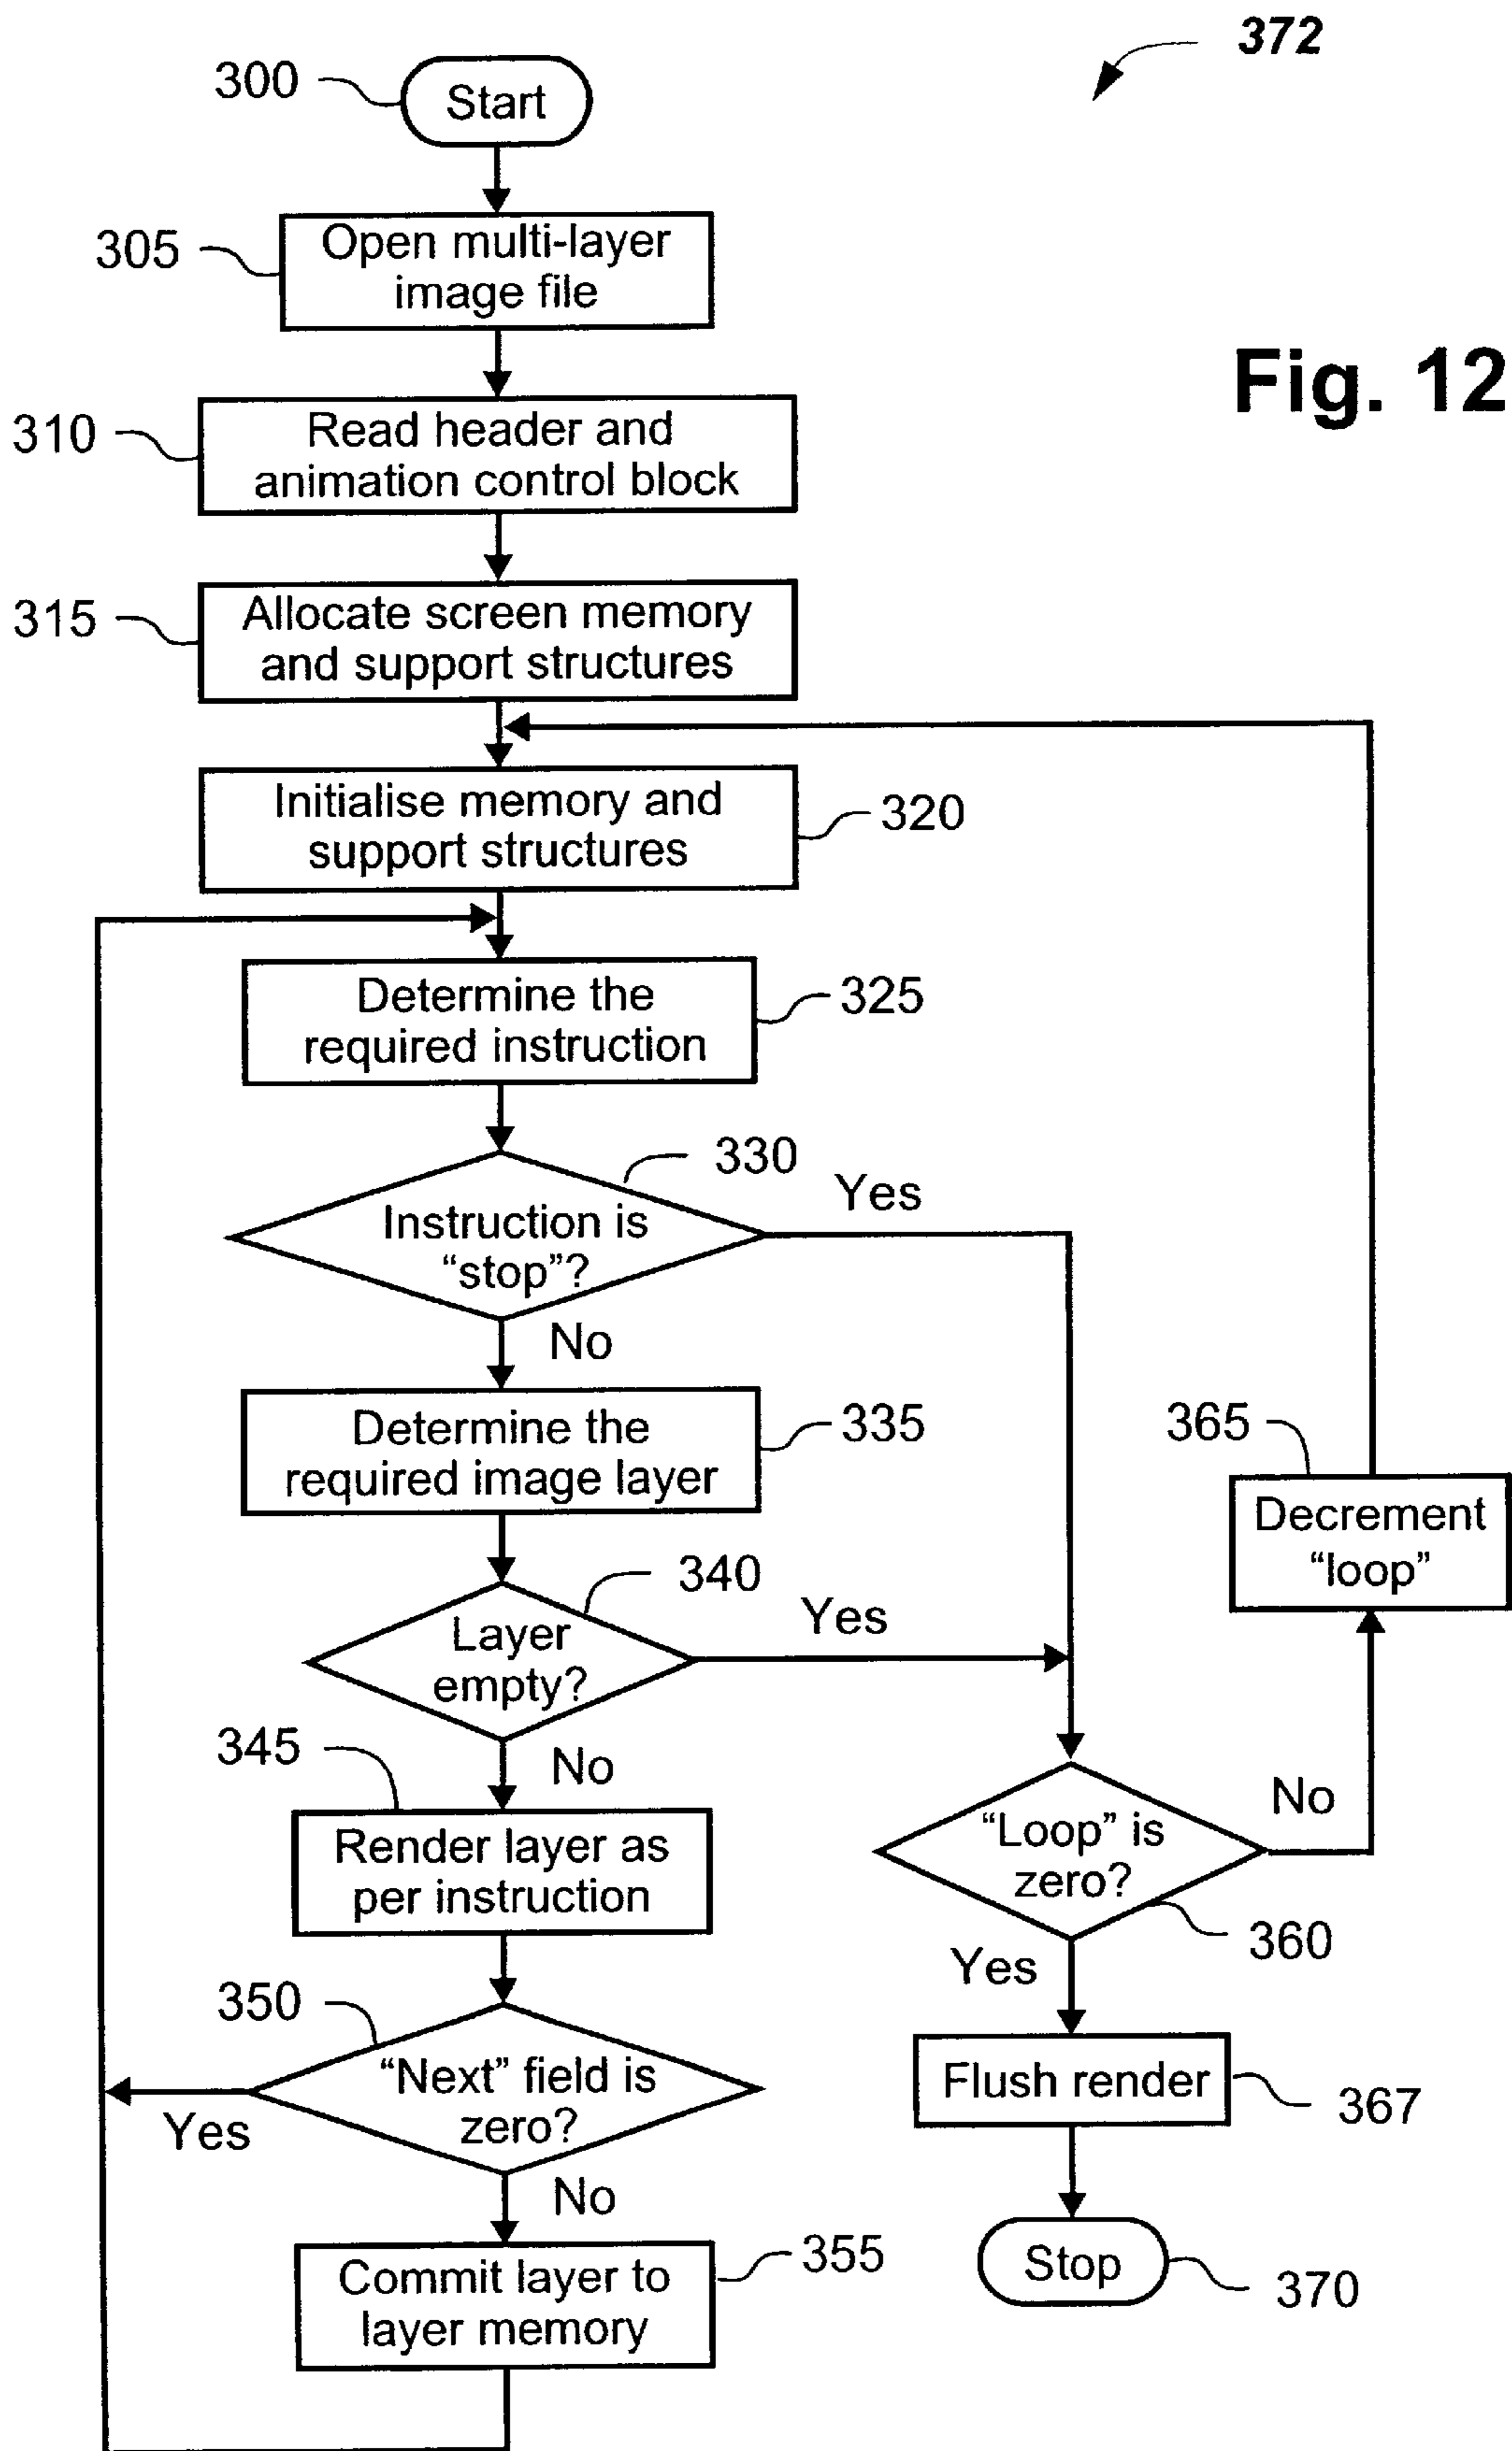 372
300
Start
305
Open multi-layer
image file
Fig. 12
310
Read header and
animation control block
315
Allocate screen memory
and support structures
Initialise memory and
support structures
320
Determine the
required instruction
325
330
Yes
Instruction is
“stop”?
No
Determine the
required image layer
335
365
Decrement
“loop”
340
Yes
Layer
empty?
345
No
Render layer as
per instruction
No
“Loop” is
zero?
360
Yes
350
“Next” field is
zero?
Yes
No
Flush render
367
Commit layer to
layer memory
355
Stop
370